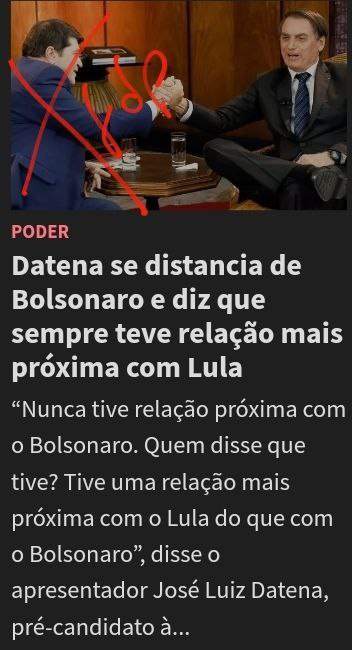 PODER
Datena se distancia de
Bolsonaro e diz que
sempre teve relação mais
próxima com Lula
“Nunca tive relação próxima com
o Bolsonaro. Quem disse que
tive? Tive uma relação mais
próxima com o Lula do que com
o Bolsonaro”, disse o
apresentador José Luiz Datena,
pré-candidato à...